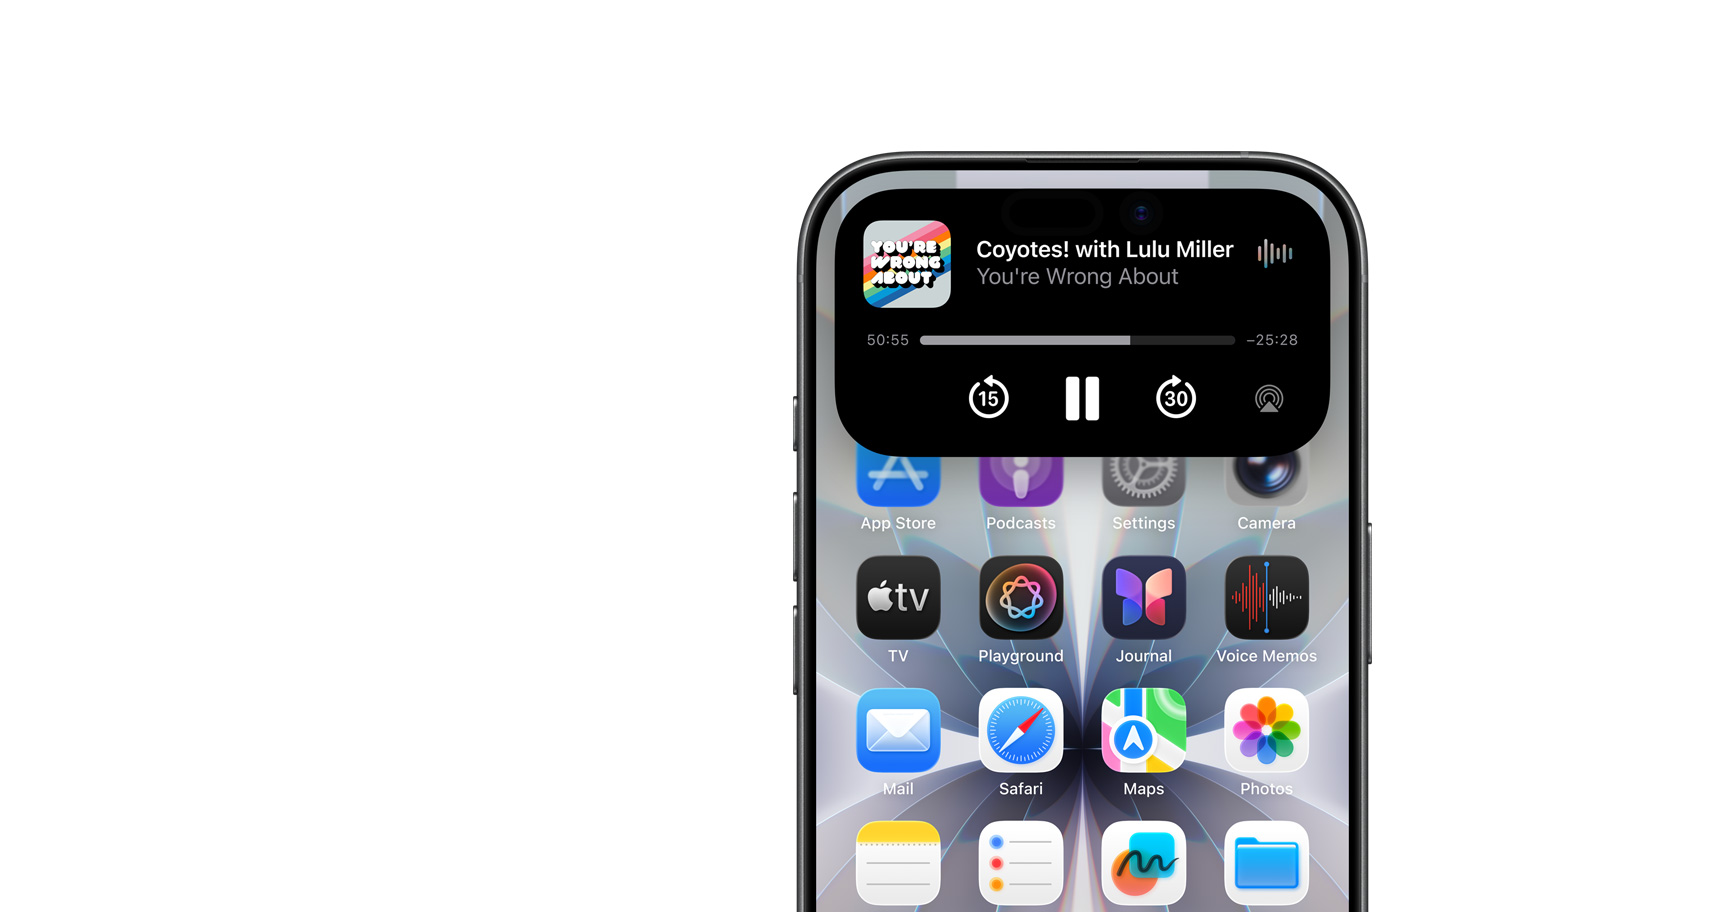 YOU'RE
WRONG
ABOUT
Coyotes! with Lulu Miller
You're Wrong About
50:55
−25:28
15
30
App Store
Podcasts
Settings
Camera
tv
TV
Playground
Journal
Voice Memos
Mail
Safari
Maps
Photos